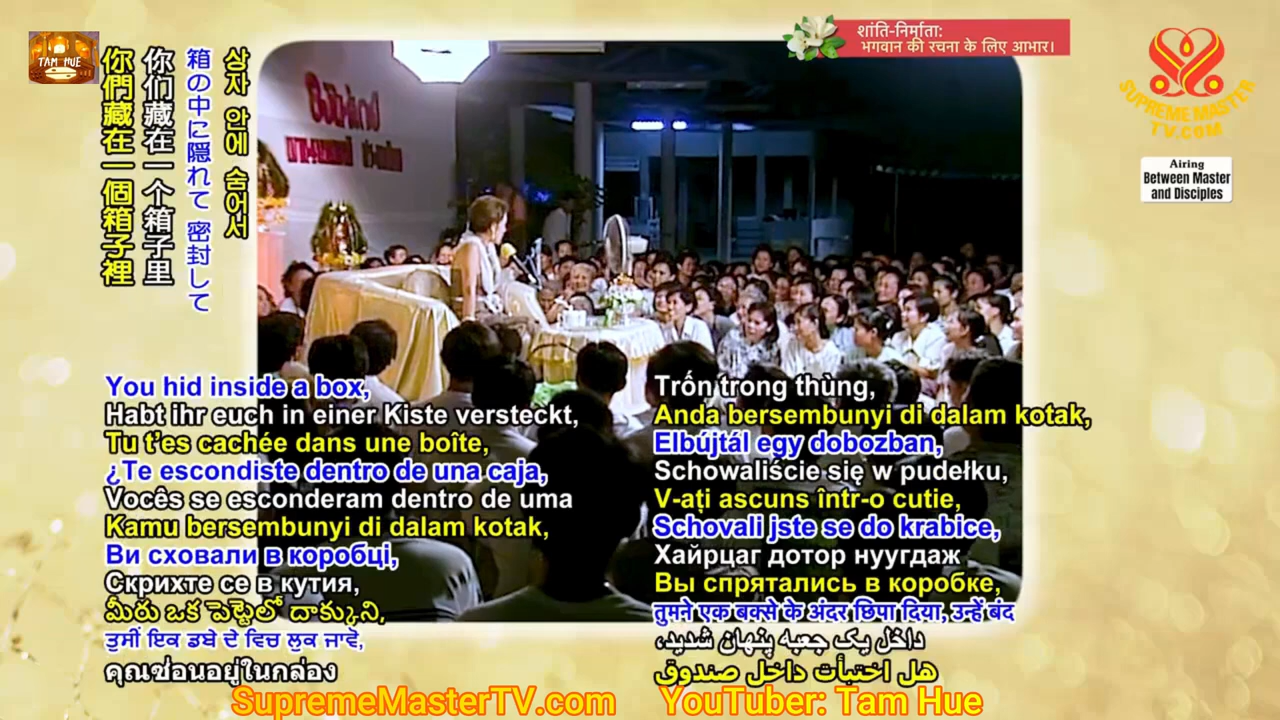 TAM HUE
शांति-निर्माता:
भगवान की रचना के लिए आभार।
SUPREME MASTER
TV.COM
Airing
Between Master
and Disciples
상자 안에 숨어서
箱の中に隠れて 密封して
你们藏在一个箱子里
你們藏在一個箱子裡
You hid inside a box,
Habt ihr euch in einer Kiste versteckt,
Tu t'es cachée dans une boîte,
¿Te escondiste dentro de una caja,
Vocês se esconderam dentro de uma
Kamu bersembunyi di dalam kotak,
Ви сховали в коробці,
Скрихте се в кутия,
మీరు ఒక పెట్టెలో దాక్కుని,
ਤੁਸੀਂ ਇਕ ਡਬੇ ਦੇ ਵਿਚ ਲੁਕ ਜਾਵੋ,
คุณซ่อนอยู่ในกล่อง
Trốn trong thùng,
Anda bersembunyi di dalam kotak,
Elbújtál egy dobozban,
Schowaliście się w pudełku,
V-ați ascuns într-o cutie,
Schovali jste se do krabice,
Хайрцаг дотор нуугдаж
Вы спрятались в коробке,
तुमने एक बक्से के अंदर छिपा दिया, उन्हें बंद
داخل یک جعبه پنهان شدید،
هل اختبأت داخل صندوق
SupremeMasterTV.com
YouTuber: Tam Hue